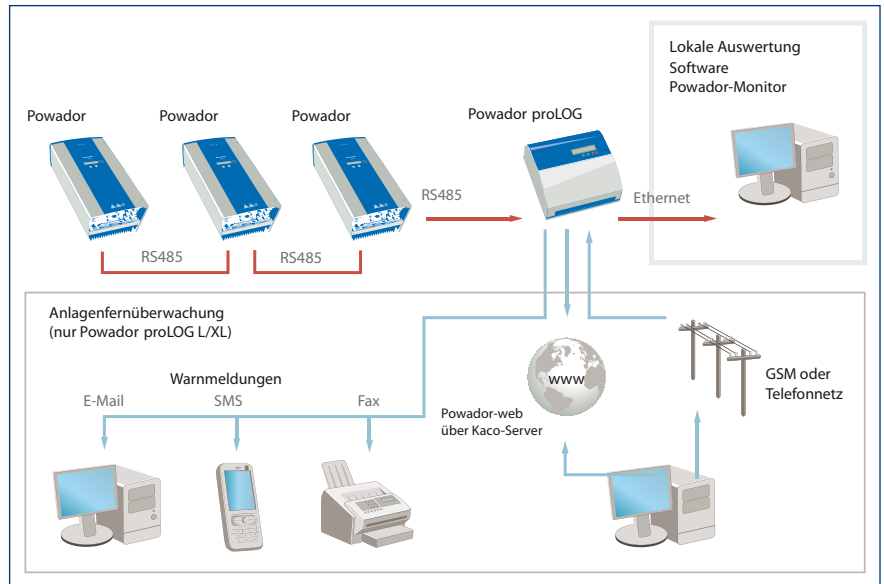 Lokale Auswertung
Software
Powador-Monitor
Powador
Powador
Powador
Powador proLOG
RS485
Ethernet
RS485
RS485
Anlagenfernüberwachung
(nur Powador proLOG L/XL)
Warnmeldungen
E-Mail
SMS
Fax
www
GSM oder
Telefonnetz
Powador-web
über Kaco-Server